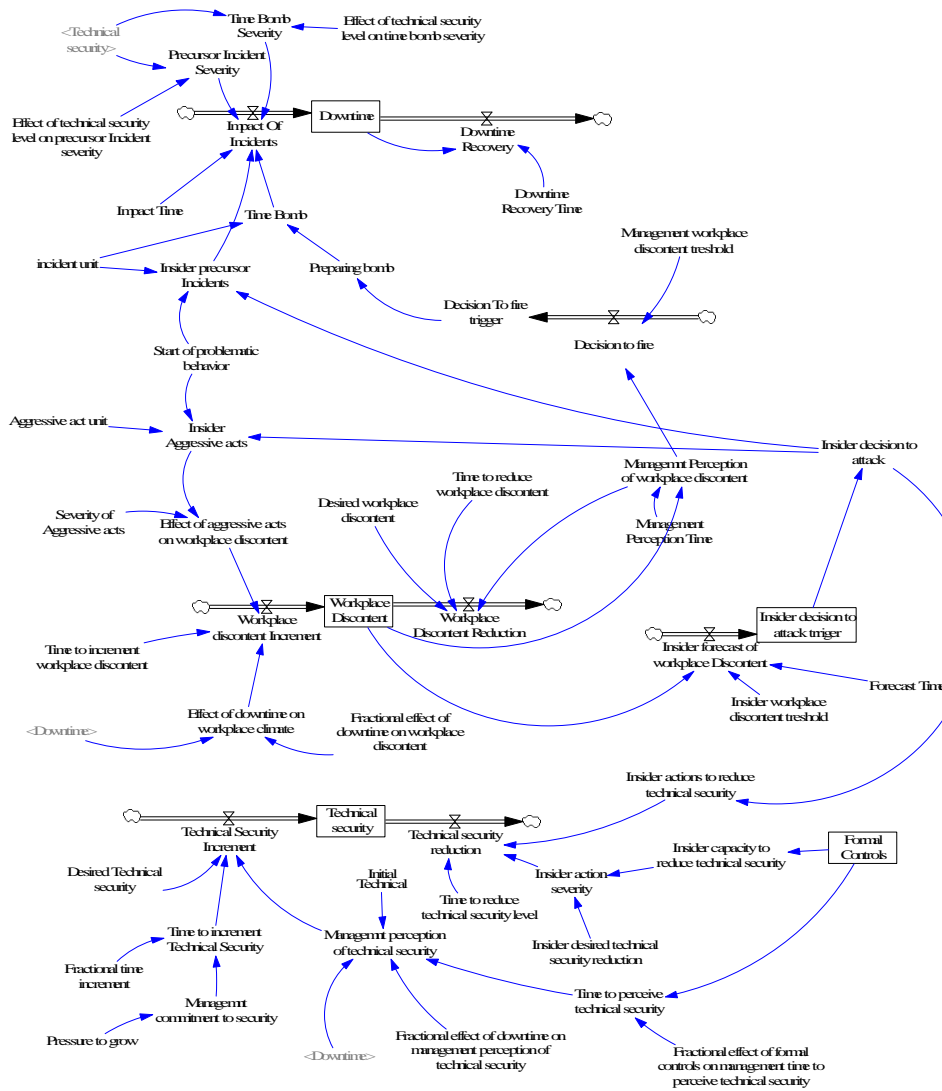 <Technical
security>
Time Bomb
Severity
Effect of technical security
level on time bomb severity
Precursor Incident
Severity
Effect of technical security
level on precursor Incident
severity
Impact Of
Incidents
Downtime
Downtime
Recovery
Downtime
Recovery Time
Impact Time
Time Bomb
Management workplace
discontent treshold
incident unit
Insider precursor
Incidents
Preparing bomb
Decision To fire
trigger
Decision to fire
Start of problematic
behavior
Aggressive act unit
Insider
Aggressive acts
Insider decision to
attack
Time to reduce
workplace discontent
Managemnt Perception
of workplace discontent
Desired workplace
discontent
Severity of
Aggressive acts
Effect of aggressive acts
on workplace discontent
Management
Perception Time
Workplace
discontent Increment
Workplace
Discontent
Workplace
Discontent Reduction
Insider decision to
attack triiger
Insider forecast of
workplace Discontent
Time to increment
workplace discontent
Forecast Time
Insider workplace
discontent treshold
Effect of downtime on
workplace climate
Fractional effect of
downtime on workplace
discontent
<Downtime>
Insider actions to reduce
technical security
Technical Security
Increment
Technical
security
Technical security
reduction
Formal
Controls
Insider capacity to
reduce technical security
Desired Technical
security
Initial
Technical
Insider action
severity
Time to reduce
technical security level
Time to increment
Technical Security
Managemnt perception
of technical security
Insider desired technical
security reduction
Fractional time
increment
Managemnt
commitment to security
Time to perceive
technical security
Pressure to grow
<Downtime>
Fractional effect of downtime on
management perception of
technical security
Fractional effect of formal
controls on management time to
perceive technical security